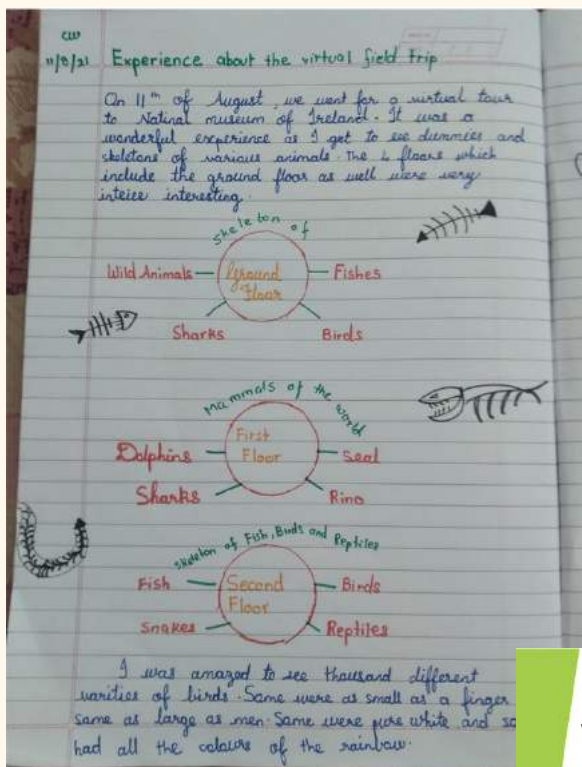 CW
11/8/21 Experience about the virtual field trip
On 11th of August, we went for a virtual tour
to Natinal museum of Ireland. It was a
wonderful experience as I get to see dummies and
skeletons of various animals. The 4 floors which
include the ground floor as well were very
inteice interesting.
Skeleton of
Wild Animals Ground Floor Fishes
Sharks Birds
Mammals of the world
First
Dolphins Floor Seal
Sharks Rino
Skeleton of Fish, Birds and Reptiles
Fish Second Birds
Floor
Snakes Reptiles
I was amazed to see thousand different
varities of birds. Some were as small as a finger
some as large as men. Some were pure white and
had all the colours of the rainbow.